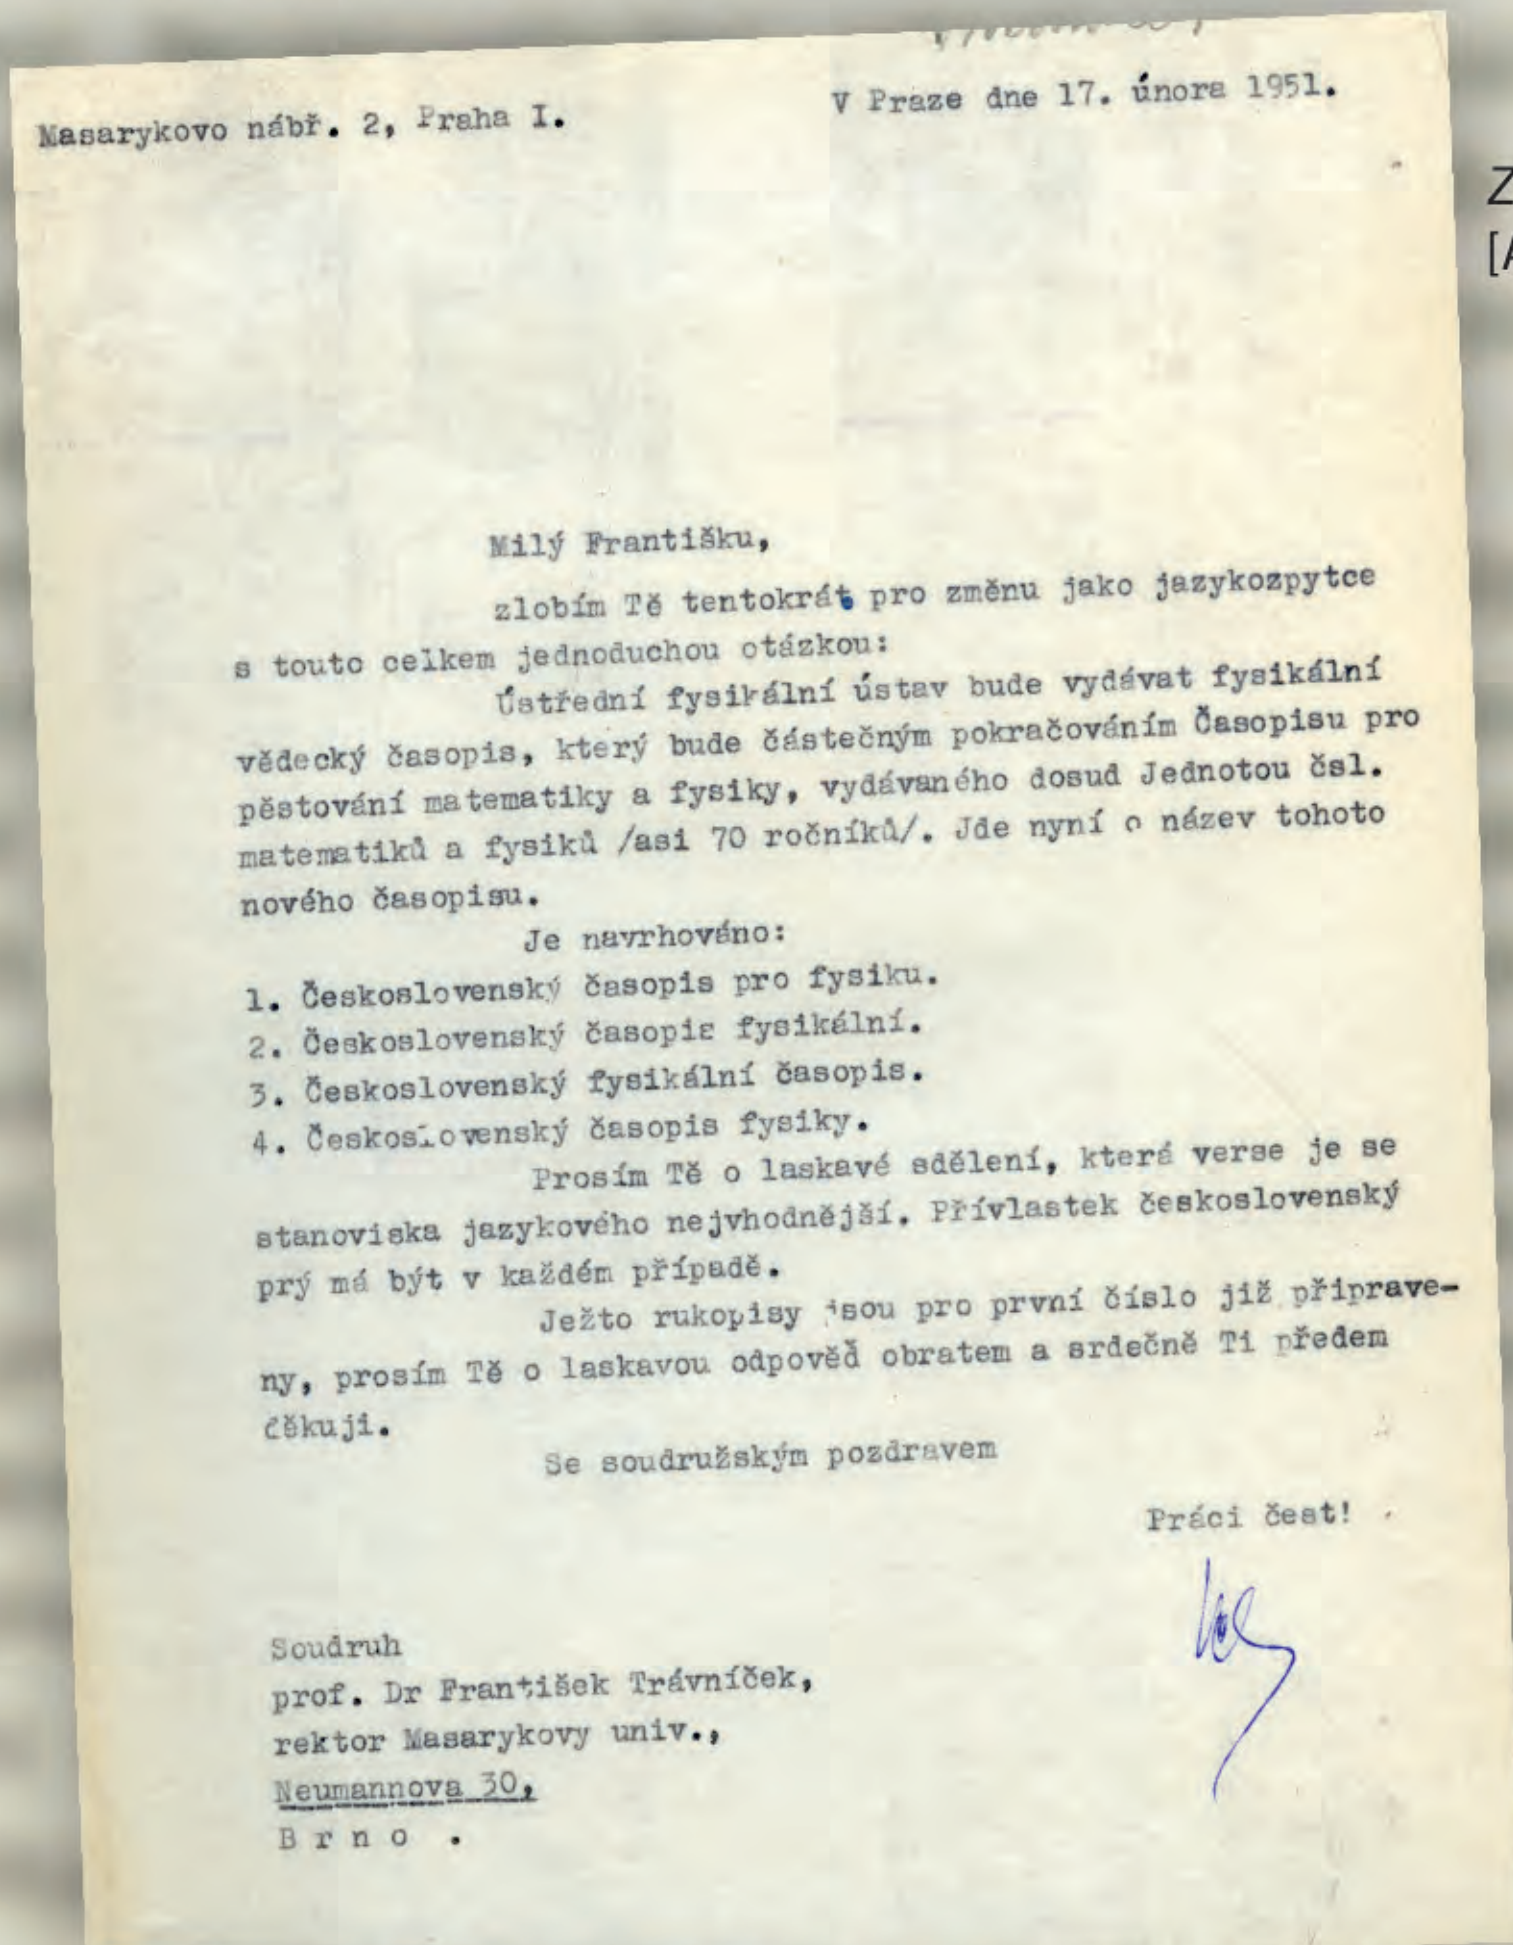 Masarykovo nábř. 2, Praha I.
V Praze dne 17. února 1951.
Z
[A
Milý Františku,
zlobím Tě tentokrát pro změnu jako jazykozpytce
s touto celkem jednoduchou otázkou:
Ústřední fysikální ústav bude vydávat fysikální
vědecký časopis, který bude částečným pokračováním Časopisu pro
pěstování matematiky a fysiky, vydávaného dosud Jednotou čsl.
matematiků a fysiků /asi 70 ročníků/. Jde nyní o název tohoto
nového časopisu.
Je navrhováno:
1. Československý časopis pro fysiku.
2. Československý časopis fysikální.
3. Československý fysikální časopis.
4. Československý časopis fysiky.
Prosím Tě o laskavé sdělení, která verse je se
stanoviska jazykového nejvhodnější. Přívlastek československý
prý má být v každém případě.
Ježto rukopisy jsou pro první číslo již připrave-
ny, prosím Tě o laskavou odpověď obratem a srdečně Ti předem
děkuji.
Se soudružským pozdravem
Práci čest!
Soudruh
prof. Dr František Trávníček,
rektor Masarykovy univ.,
Neumannova 30,
Brno .